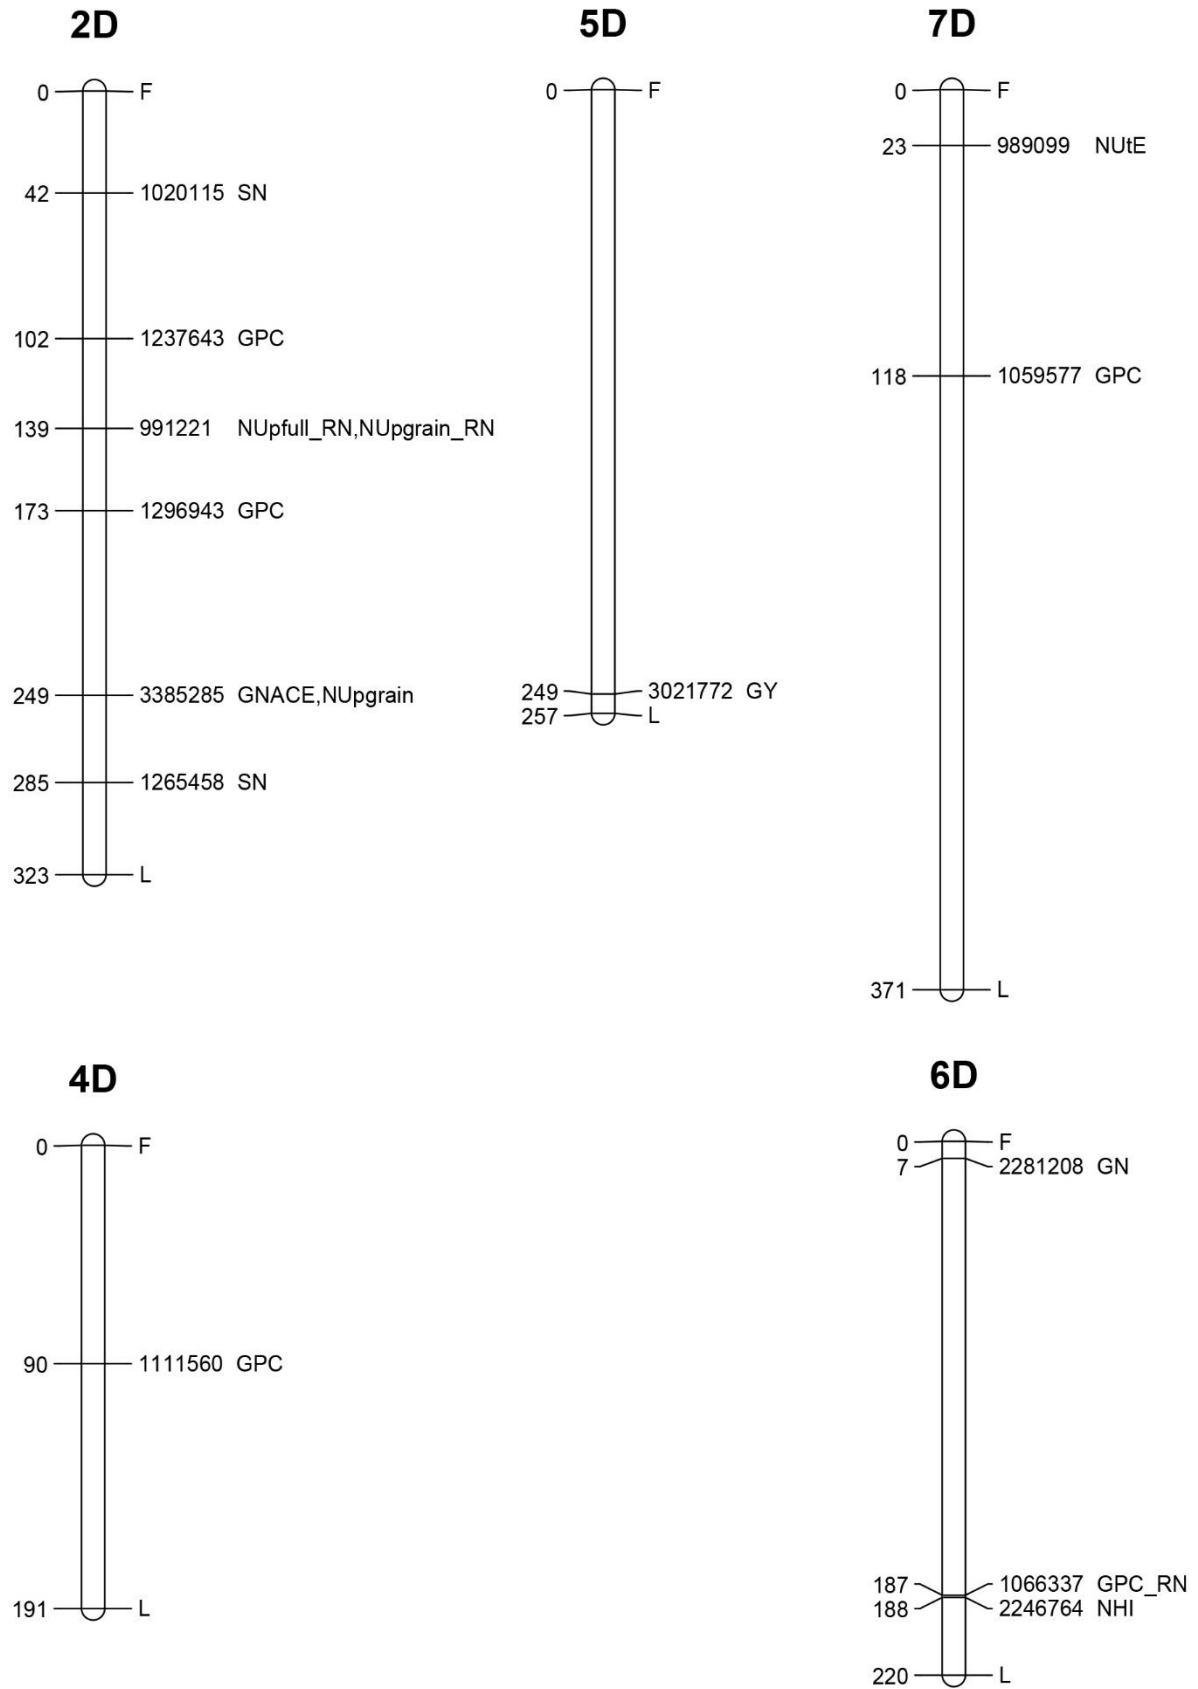 2D
0 F
42 1020115 SN
102 1237643 GPC
139 991221 NUpfull_RN,NUpgrain_RN
173 1296943 GPC
249 3385285 GNACE,NUpgrain
285 1265458 SN
323 L
5D
0 F
249 3021772 GY
257 L
7D
0 F
23 989099 NUtE
118 1059577 GPC
371 L
4D
0 F
90 1111560 GPC
191 L
6D
0 F
7 2281208 GN
187 1066337 GPC_RN
188 2246764 NHI
220 L